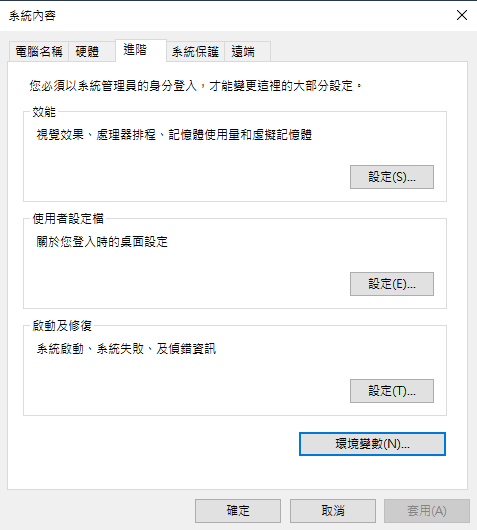 系統內容
電腦名稱 硬體 進階 系統保護 遠端
您必須以系統管理員的身分登入，才能變更這裡的大部分設定。
效能
視覺效果、處理器排程、記憶體使用量和虛擬記憶體
設定(S)...
使用者設定檔
關於您登入時的桌面設定
設定(E)...
啟動及修復
系統啟動、系統失敗、及偵錯資訊
設定(T)...
環境變數(N)...
確定 取消 套用(A)